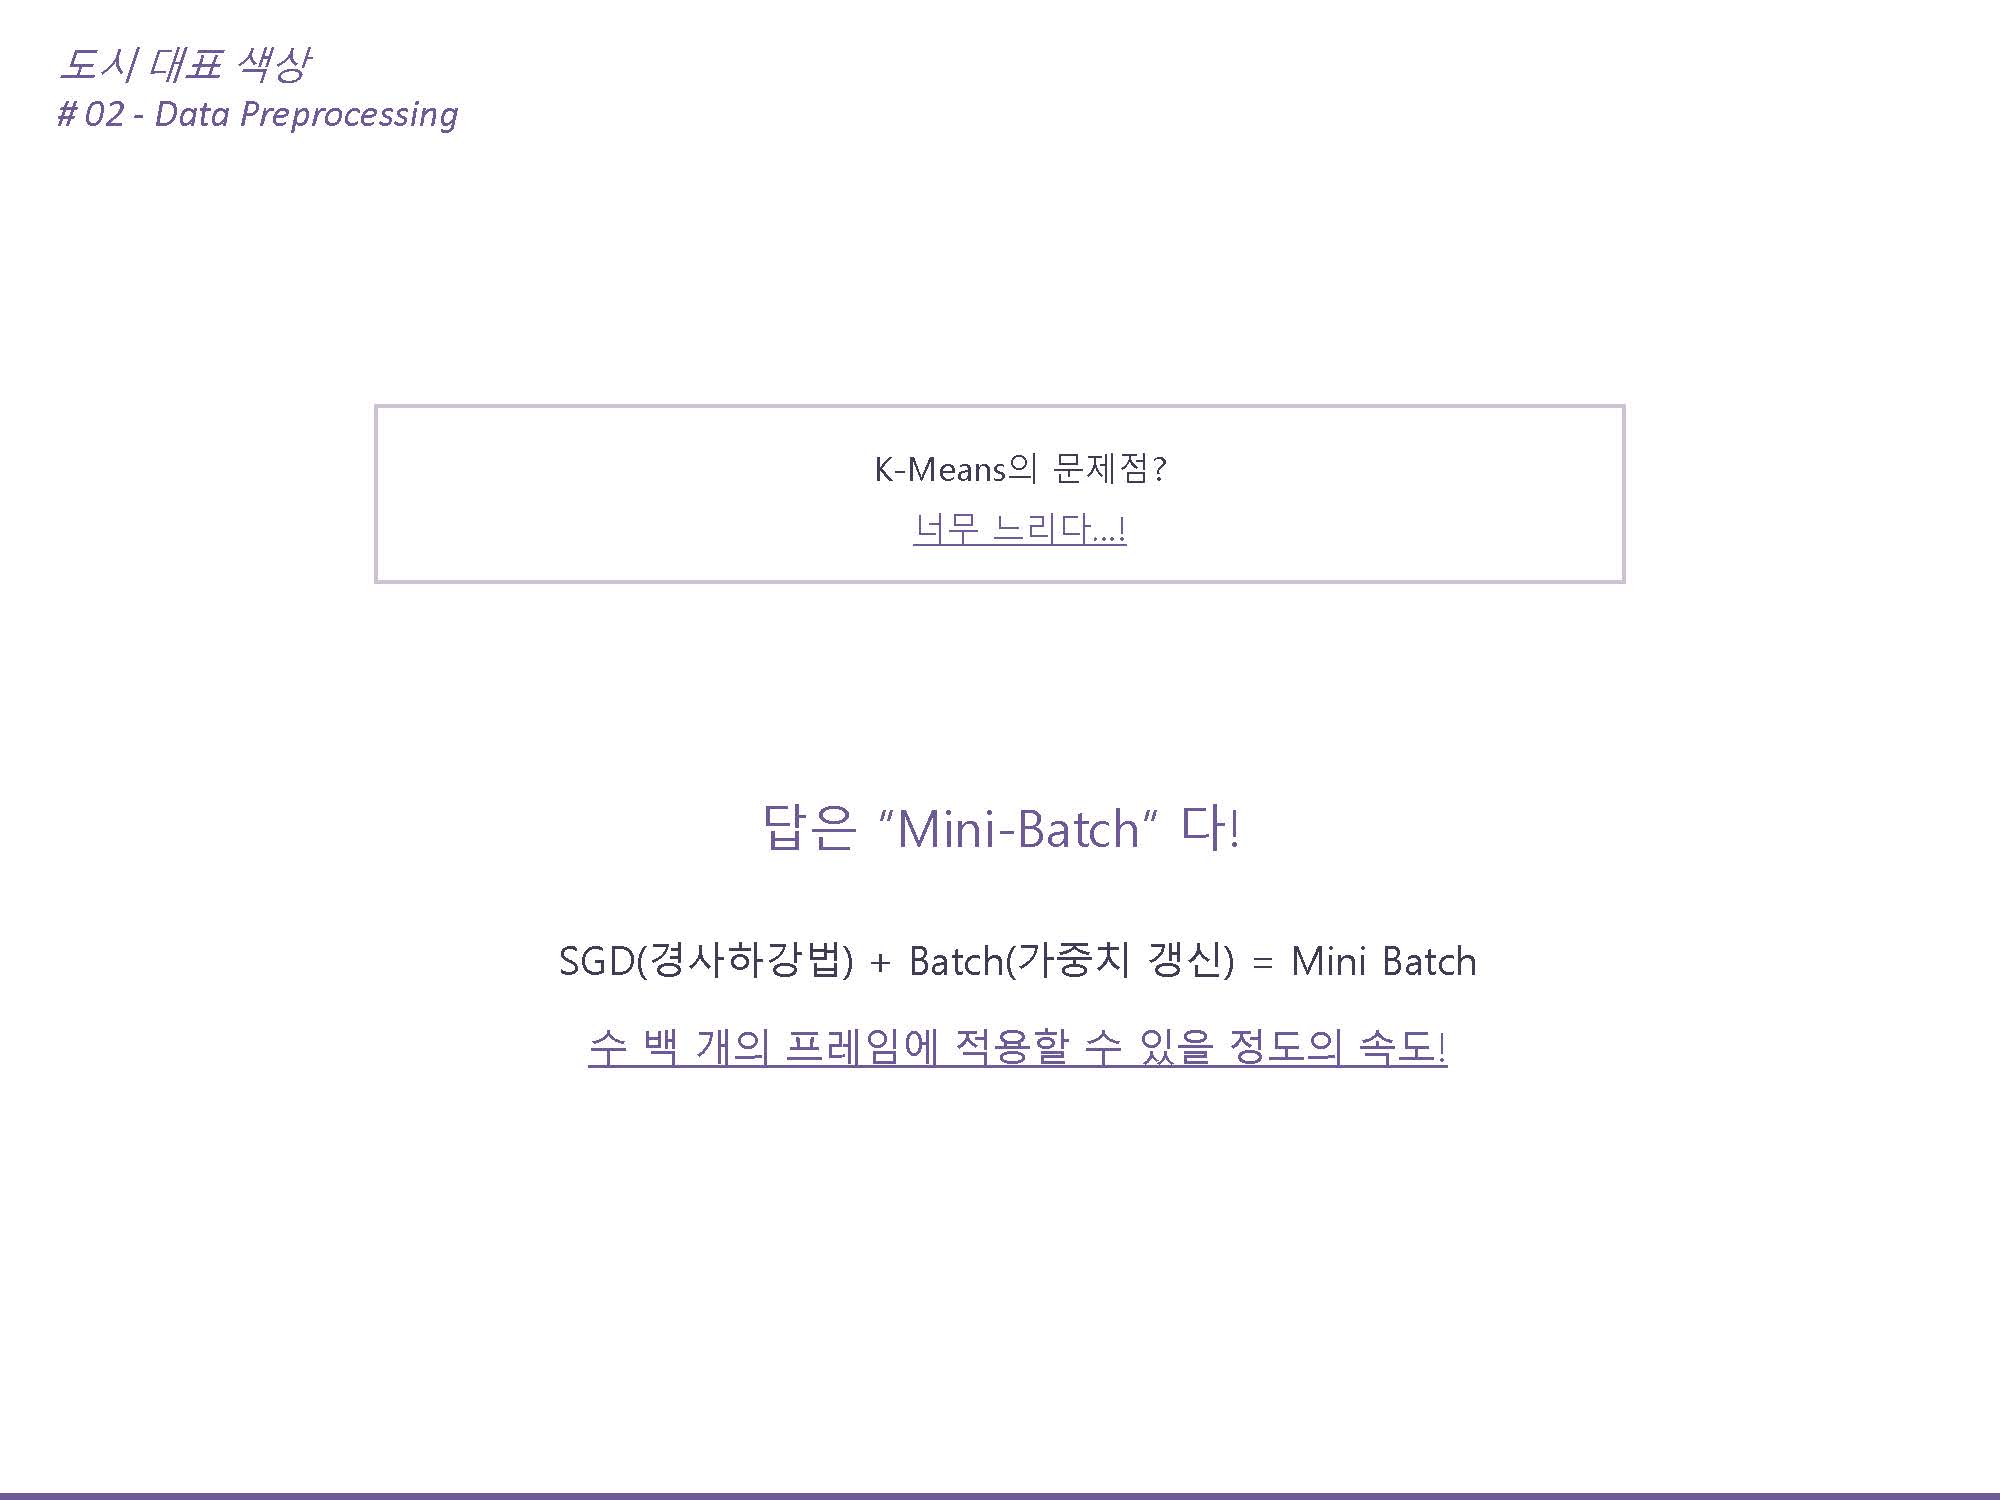 도시 대표 색상
# 02 - Data Preprocessing
K-Means의 문제점?
너무 느리다...!
답은 "Mini-Batch" 다!
SGD(경사하강법) + Batch(가중치 갱신) = Mini Batch
수 백 개의 프레임에 적용할 수 있을 정도의 속도!